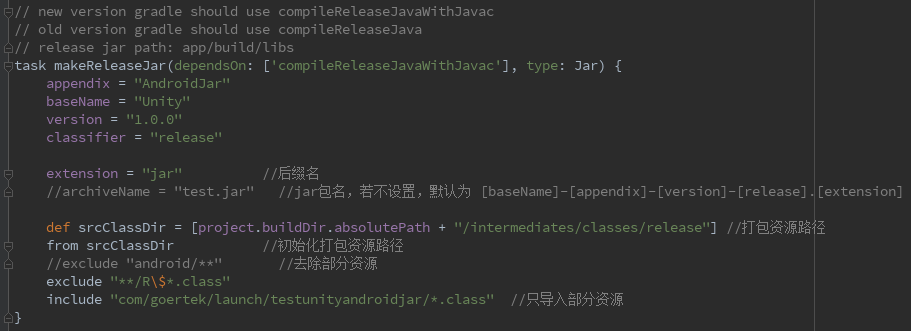 // new version gradle should use compileReleaseJavaWithJavac
// old version gradle should use compileReleaseJava
// release jar path: app/build/libs
task makeReleaseJar(dependsOn: ['compileReleaseJavaWithJavac'], type: Jar) {
    appendix = "AndroidJar"
    baseName = "Unity"
    version = "1.0.0"
    classifier = "release"

    extension = "jar"          //后缀名
    //archiveName = "test.jar"   //jar包名，若不设置，默认为 [baseName]-[appendix]-[version]-[release].[extension]

    def srcClassDir = [project.buildDir.absolutePath + "/intermediates/classes/release"] //打包资源路径
    from srcClassDir           //初始化打包资源路径
    //exclude "android/**"       //去除部分资源
    exclude "**/R\$*.class"
    include "com/goertek/launch/testunityandroidjar/*.class"  //只导入部分资源
}